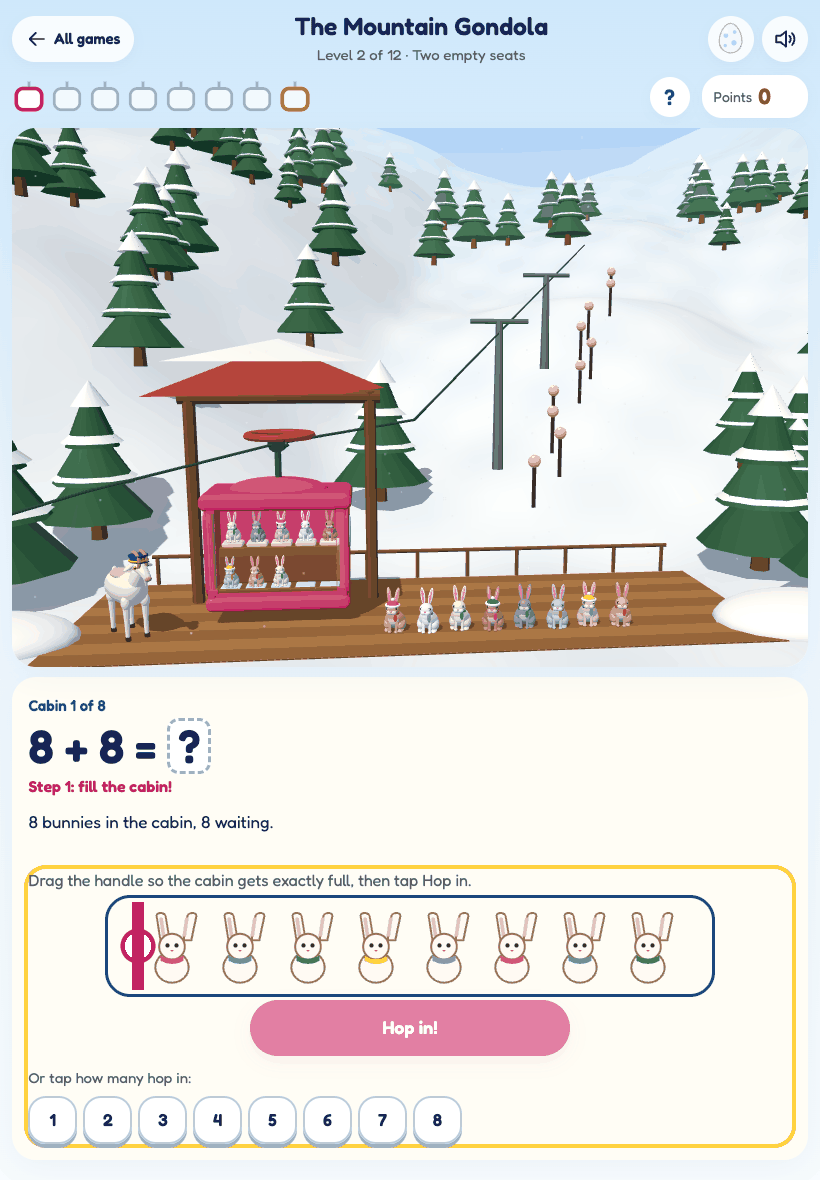 All games
The Mountain Gondola
Level 2 of 12 · Two empty seats
?
Points 0
Cabin 1 of 8
8 + 8 = ?
Step 1: fill the cabin!
8 bunnies in the cabin, 8 waiting.
Drag the handle so the cabin gets exactly full, then tap Hop in.
Hop in!
Or tap how many hop in:
1 2 3 4 5 6 7 8